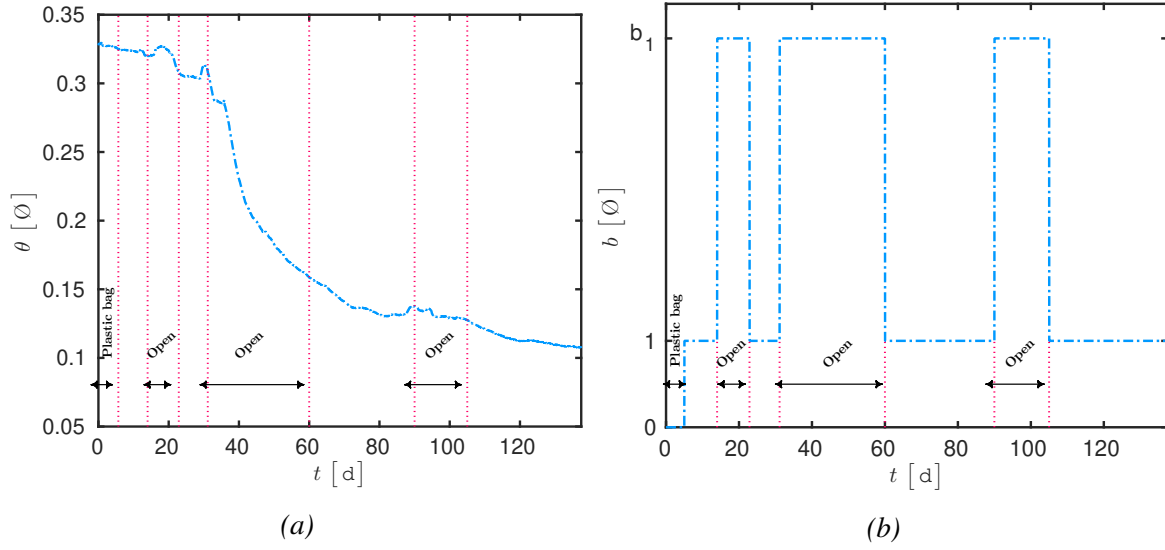 0.35
0.3
0.25
0.2
0.15
0.1
0.05
θ [ Ø ]
Plastic bag
Open
Open
Open
0 20 40 60 80 100 120
t [ d ]
(a)
b1
1
0
b [ Ø ]
Plastic bag
Open
Open
Open
0 20 40 60 80 100 120
t [ d ]
(b)